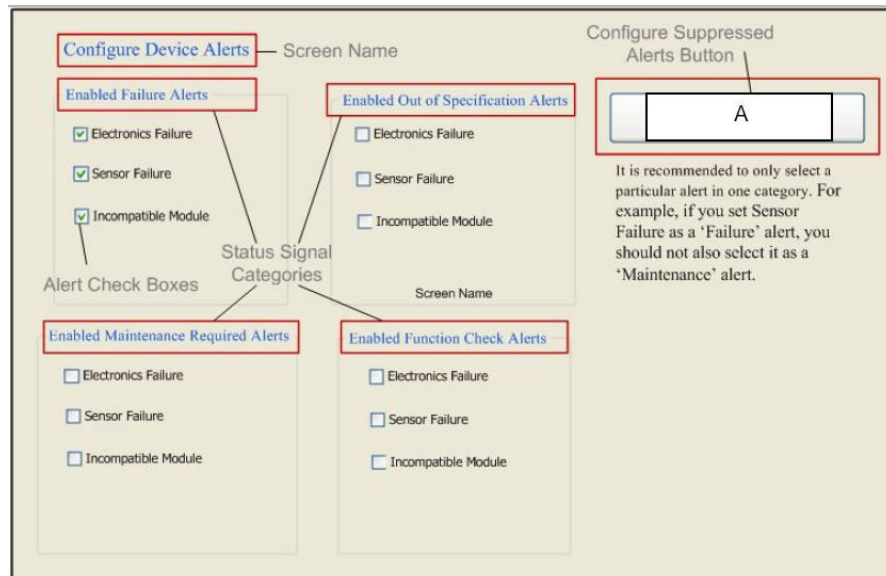 Configure Device Alerts
Screen Name
Configure Suppressed
Alerts Button
Enabled Failure Alerts
Electronics Failure
Sensor Failure
Incompatible Module
Alert Check Boxes
Status Signal
Categories
Enabled Out of Specification Alerts
Electronics Failure
Sensor Failure
Incompatible Module
Screen Name
A
It is recommended to only select a
particular alert in one category. For
example, if you set Sensor
Failure as a ‘Failure’ alert, you
should not also select it as a
‘Maintenance’ alert.
Enabled Maintenance Required Alerts
Electronics Failure
Sensor Failure
Incompatible Module
Enabled Function Check Alerts
Electronics Failure
Sensor Failure
Incompatible Module